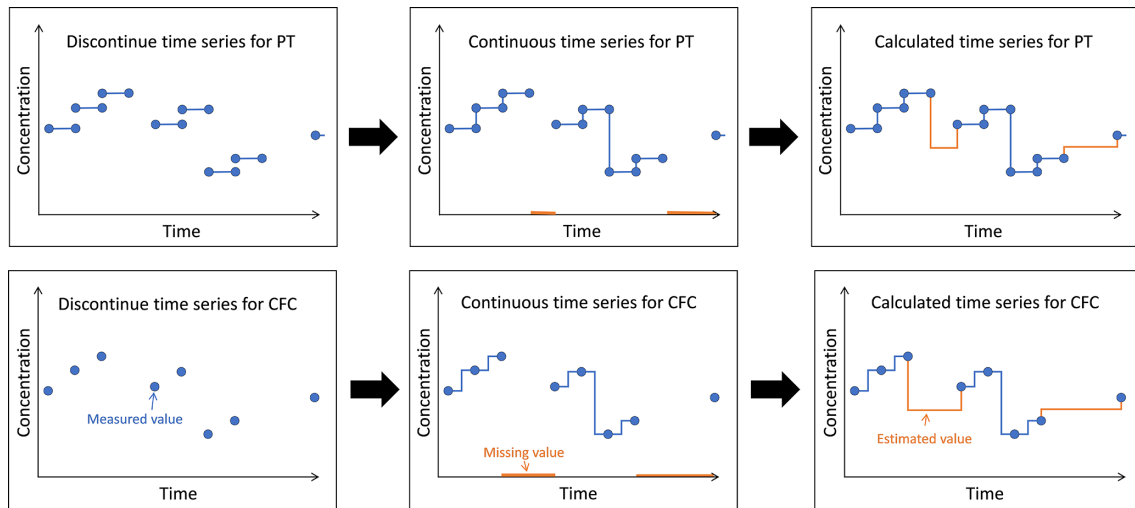 Discontinue time series for PT
Concentration
Time
Continuous time series for PT
Concentration
Time
Calculated time series for PT
Concentration
Time
Discontinue time series for CFC
Concentration
Measured value
Time
Continuous time series for CFC
Concentration
Missing value
Time
Calculated time series for CFC
Concentration
Estimated value
Time